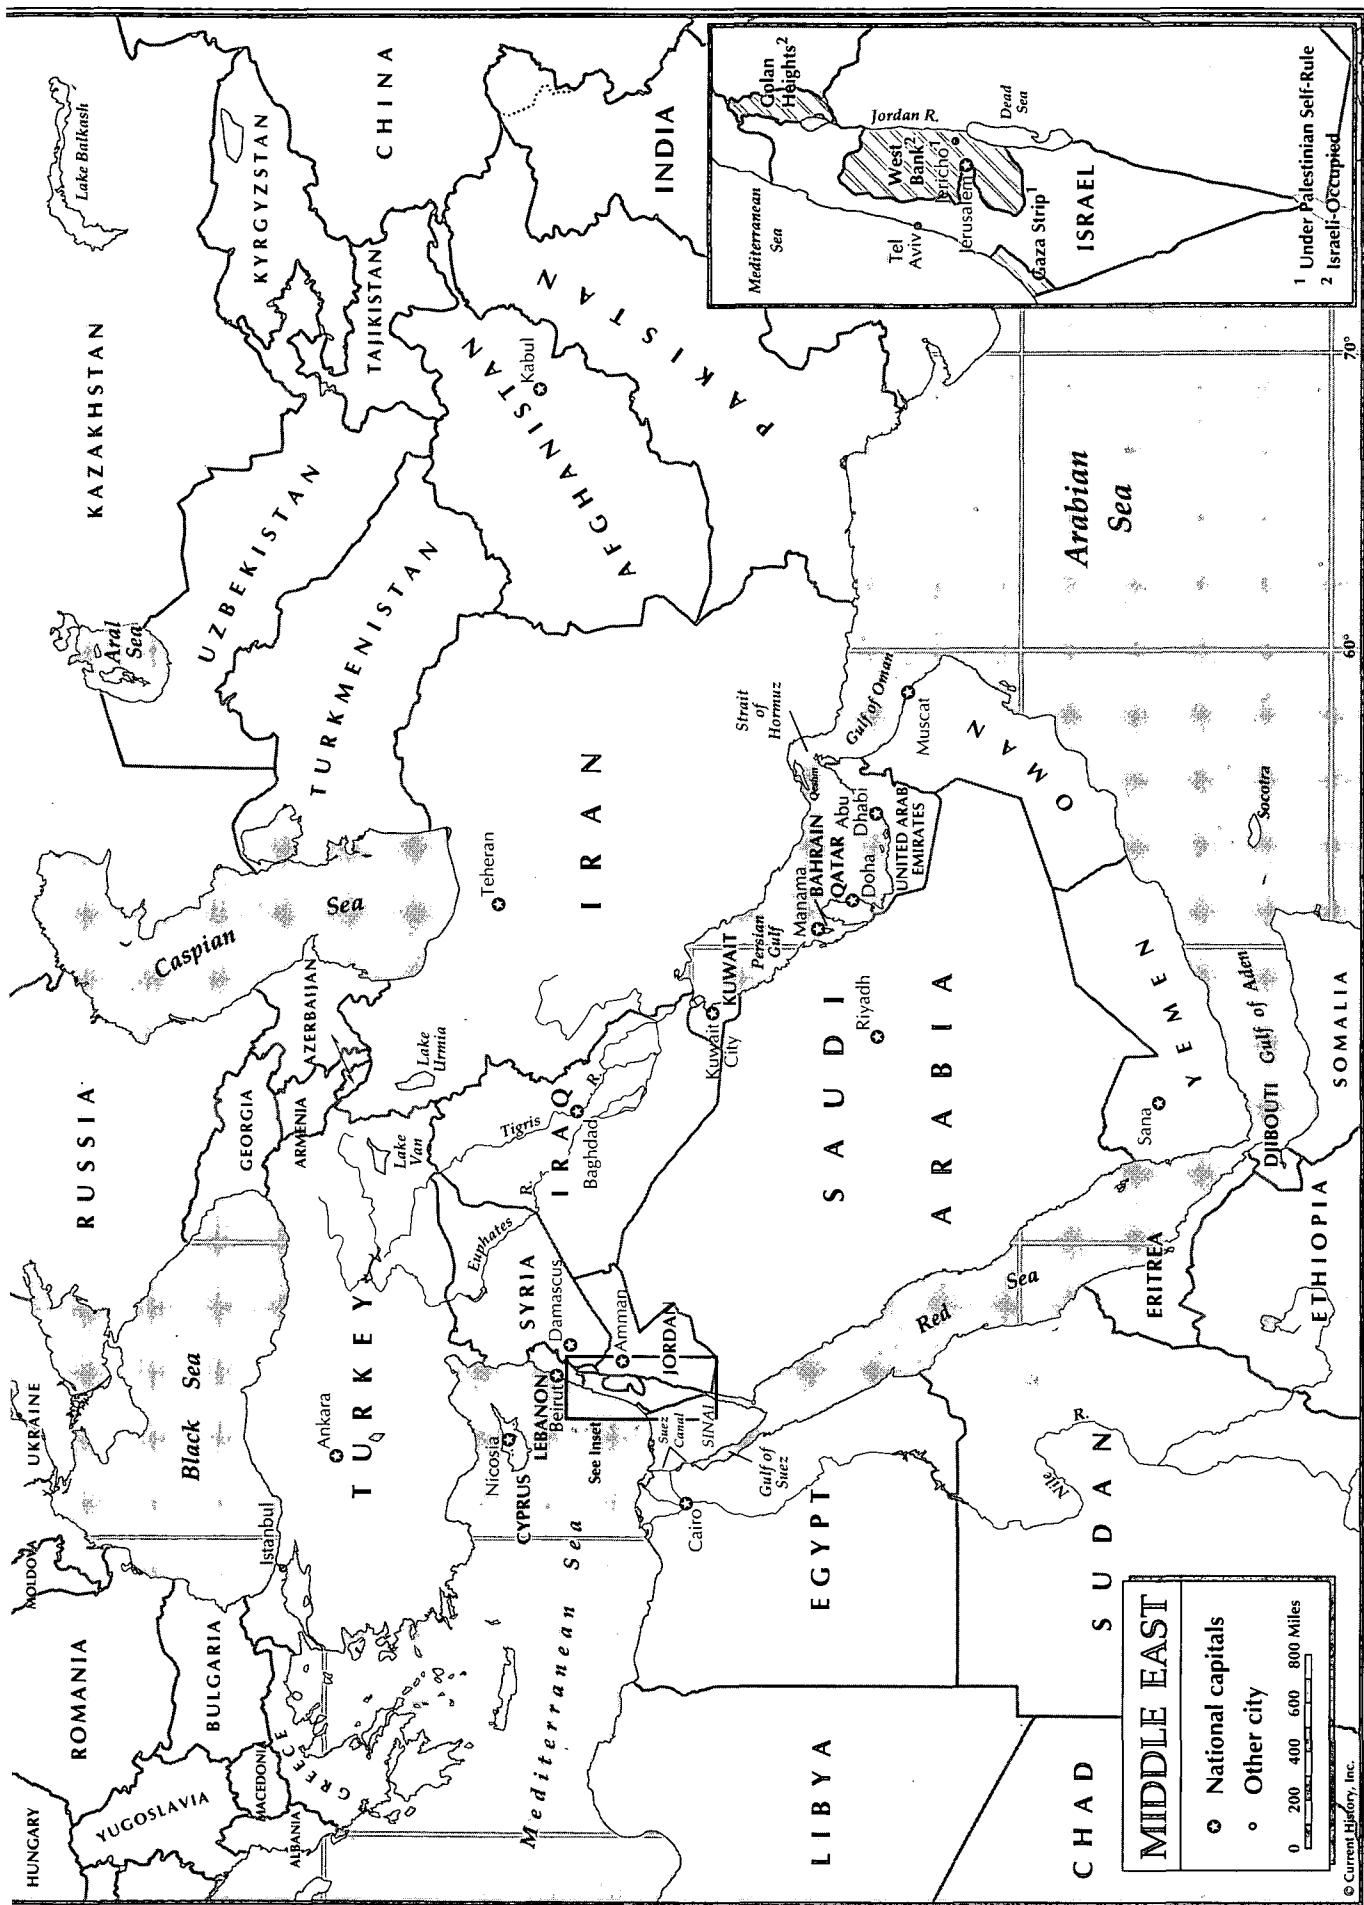 HUNGARY
ROMANIA
MOLDOVA
UKRAINE
RUSSIA
KAZAKHSTAN
Lake Balkash
YUGOSLAVIA
BULGARIA
MACEDONIA
ALBANIA
GREECE
Istanbul
Black Sea
GEORGIA
ARMENIA
AZERBAIJAN
Caspian
Sea
Aral
Sea
UZBEKISTAN
TURKMENISTAN
KYRGYZSTAN
TAJIKISTAN
CHINA
Ankara
TURKEY
Lake
Van
Lake
Urmia
Teheran
IRAN
AFGHANISTAN
Kabul
PAKISTAN
INDIA
Mediterranean Sea
CYPRUS
Nicosia
LEBANON
Beirut
See Inset
SYRIA
Damascus
Euphates
R.
Tigris
R.
IRAQ
Baghdad
Amman
JORDAN
Suez
Canal
SINAI
Gulf of
Suez
Cairo
EGYPT
LIBYA
CHAD
SUDAN
Nile
R.
Kuwait
City
KUWAIT
Persian
Gulf
Manama
BAHRAIN
QATAR
Doha
Abu
Dhabi
UNITED ARAB
EMIRATES
Qeshm
Strait
of
Hormuz
Gulf of Oman
Muscat
OMAN
Riyadh
SAUDI
ARABIA
Red
Sea
Sana
YEMEN
ERITREA
ETHIOPIA
DJIBOUTI
Gulf of Aden
SOMALIA
Socotra
Arabian
Sea
60°
70°
Mediterranean
Sea
Golan
Heights2
Jordan R.
West
Bank2
Jericho1
Tel
Aviv
Jerusalem
Dead
Sea
Gaza Strip1
ISRAEL
1 Under Palestinian Self-Rule
2 Israeli-Occupied
MIDDLE EAST
National capitals
Other city
0 200 400 600 800 Miles
© Current History, Inc.